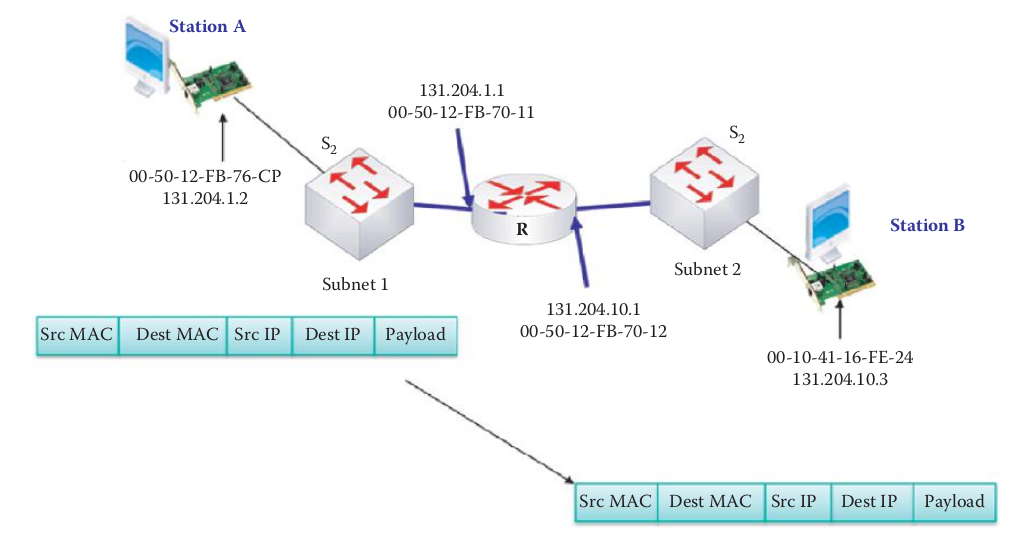 Station A
131.204.1.1
00-50-12-FB-70-11
S2
S2
00-50-12-FB-76-CP
131.204.1.2
R
Station B
Subnet 1
Subnet 2
131.204.10.1
00-50-12-FB-70-12
Src MAC Dest MAC Src IP Dest IP Payload
00-10-41-16-FE-24
131.204.10.3
Src MAC Dest MAC Src IP Dest IP Payload